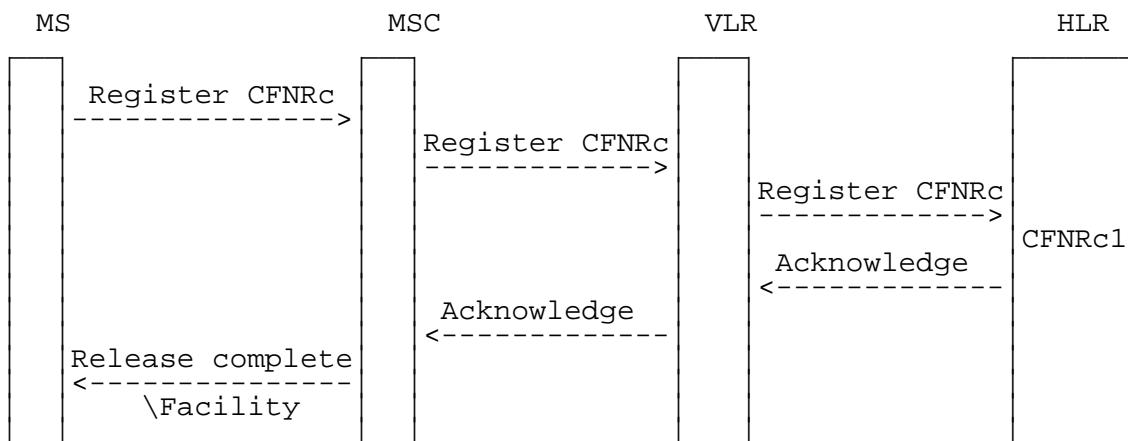 MS MSC VLR HLR
Register CFNRc
Register CFNRc
Register CFNRc
CFNRc1
Acknowledge
Acknowledge
Release complete
\Facility